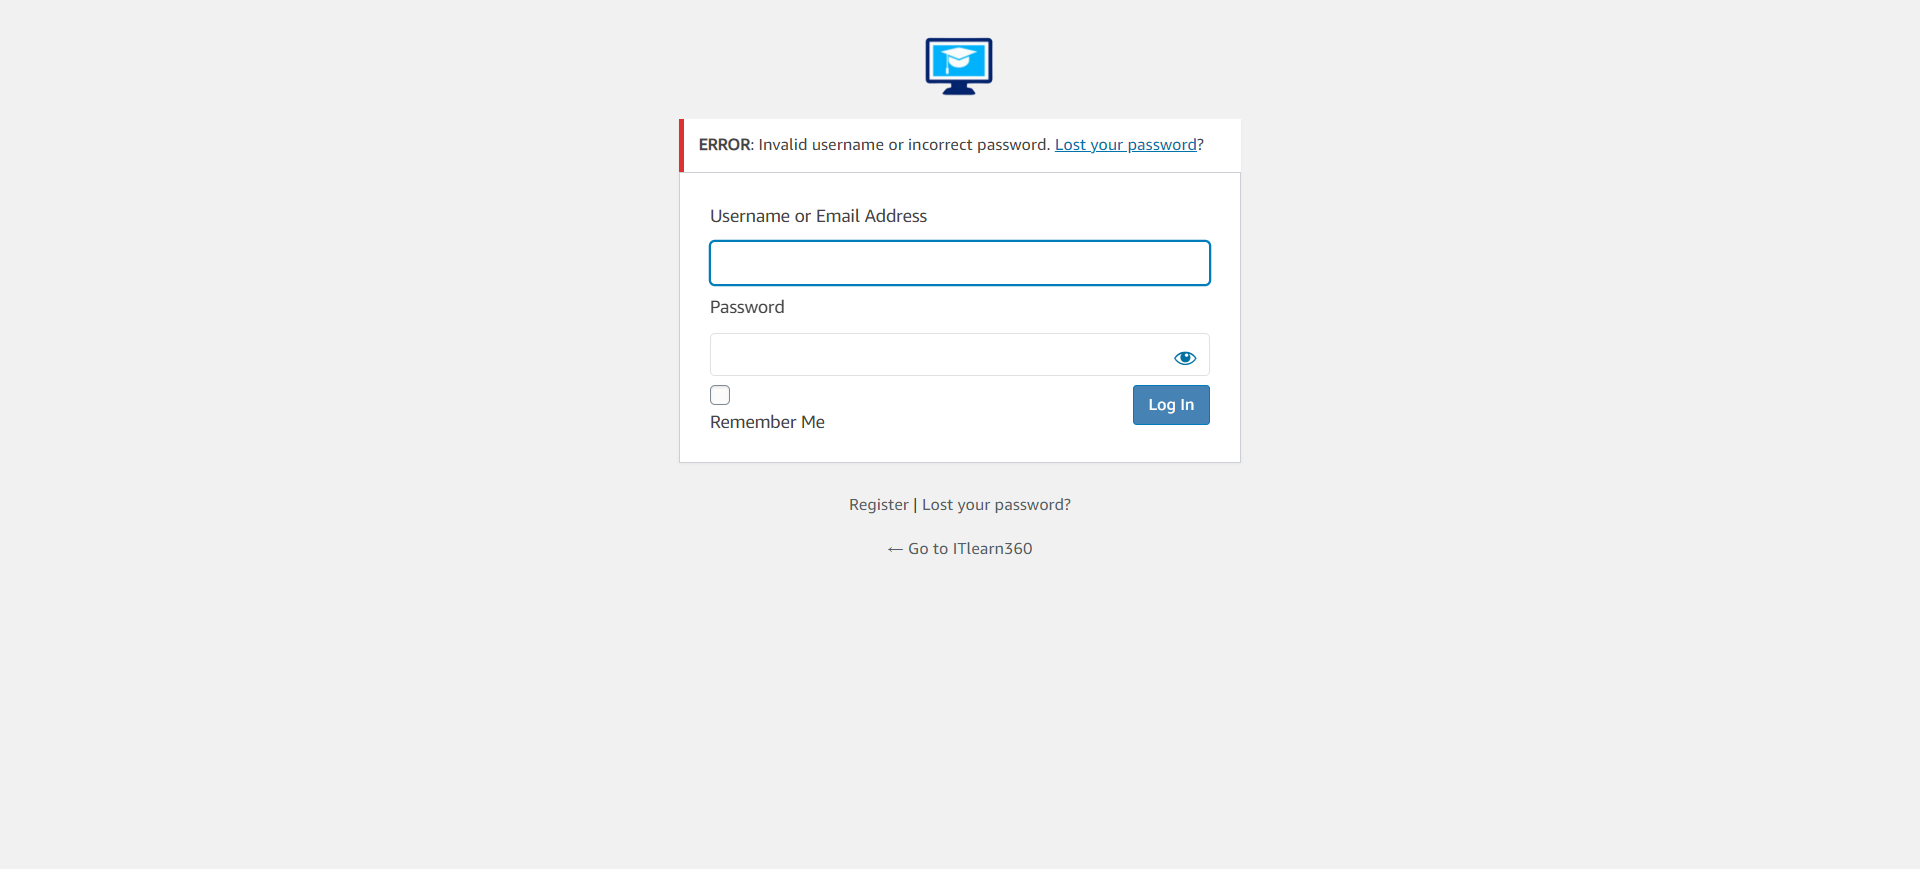 ERROR: Invalid username or incorrect password. Lost your password?
Username or Email Address
Password
Remember Me
Log In
Register | Lost your password?
← Go to ITlearn360